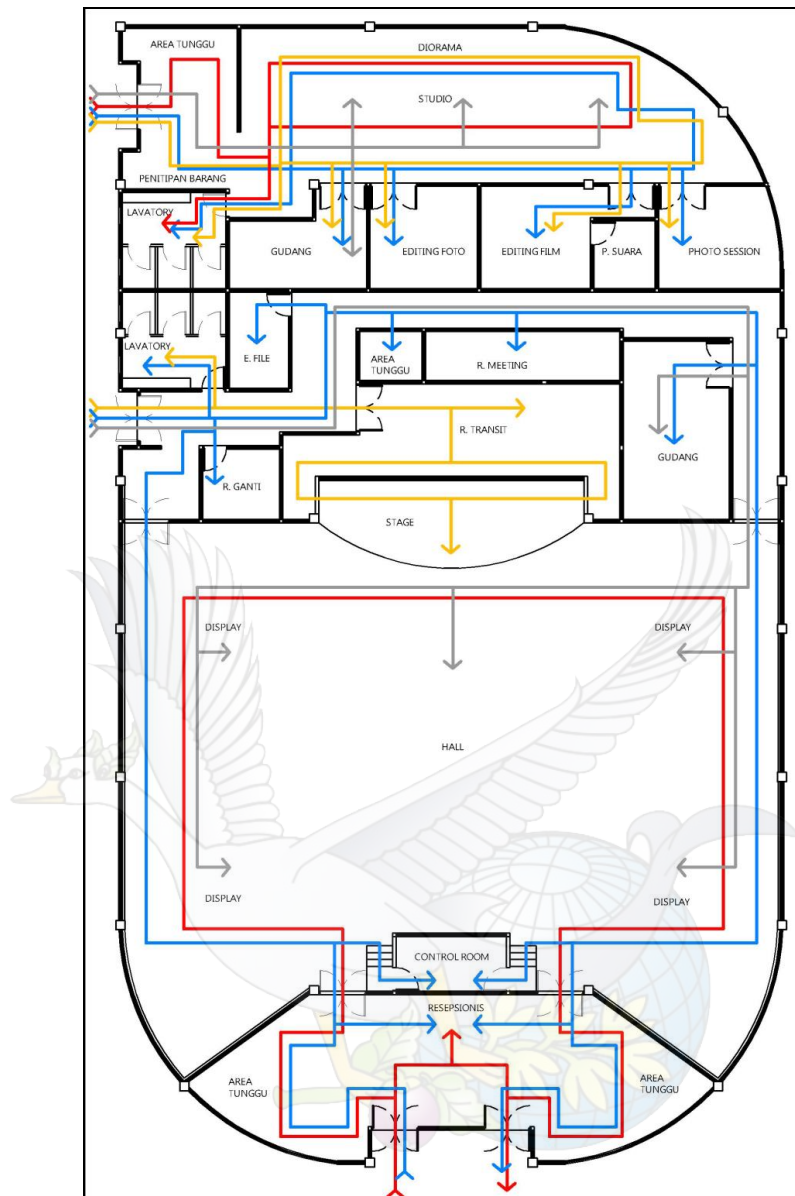 AREA TUNGGU
DIORAMA
STUDIO
PENITIPAN BARANG
LAVATORY
GUDANG
EDITING FOTO
EDITING FILM
P. SUARA
PHOTO SESSION
LAVATORY
E. FILE
AREA
TUNGGU
R. MEETING
R. TRANSIT
GUDANG
R. GANTI
STAGE
DISPLAY
DISPLAY
HALL
DISPLAY
DISPLAY
CONTROL ROOM
RESEPSIONIS
AREA
TUNGGU
AREA
TUNGGU